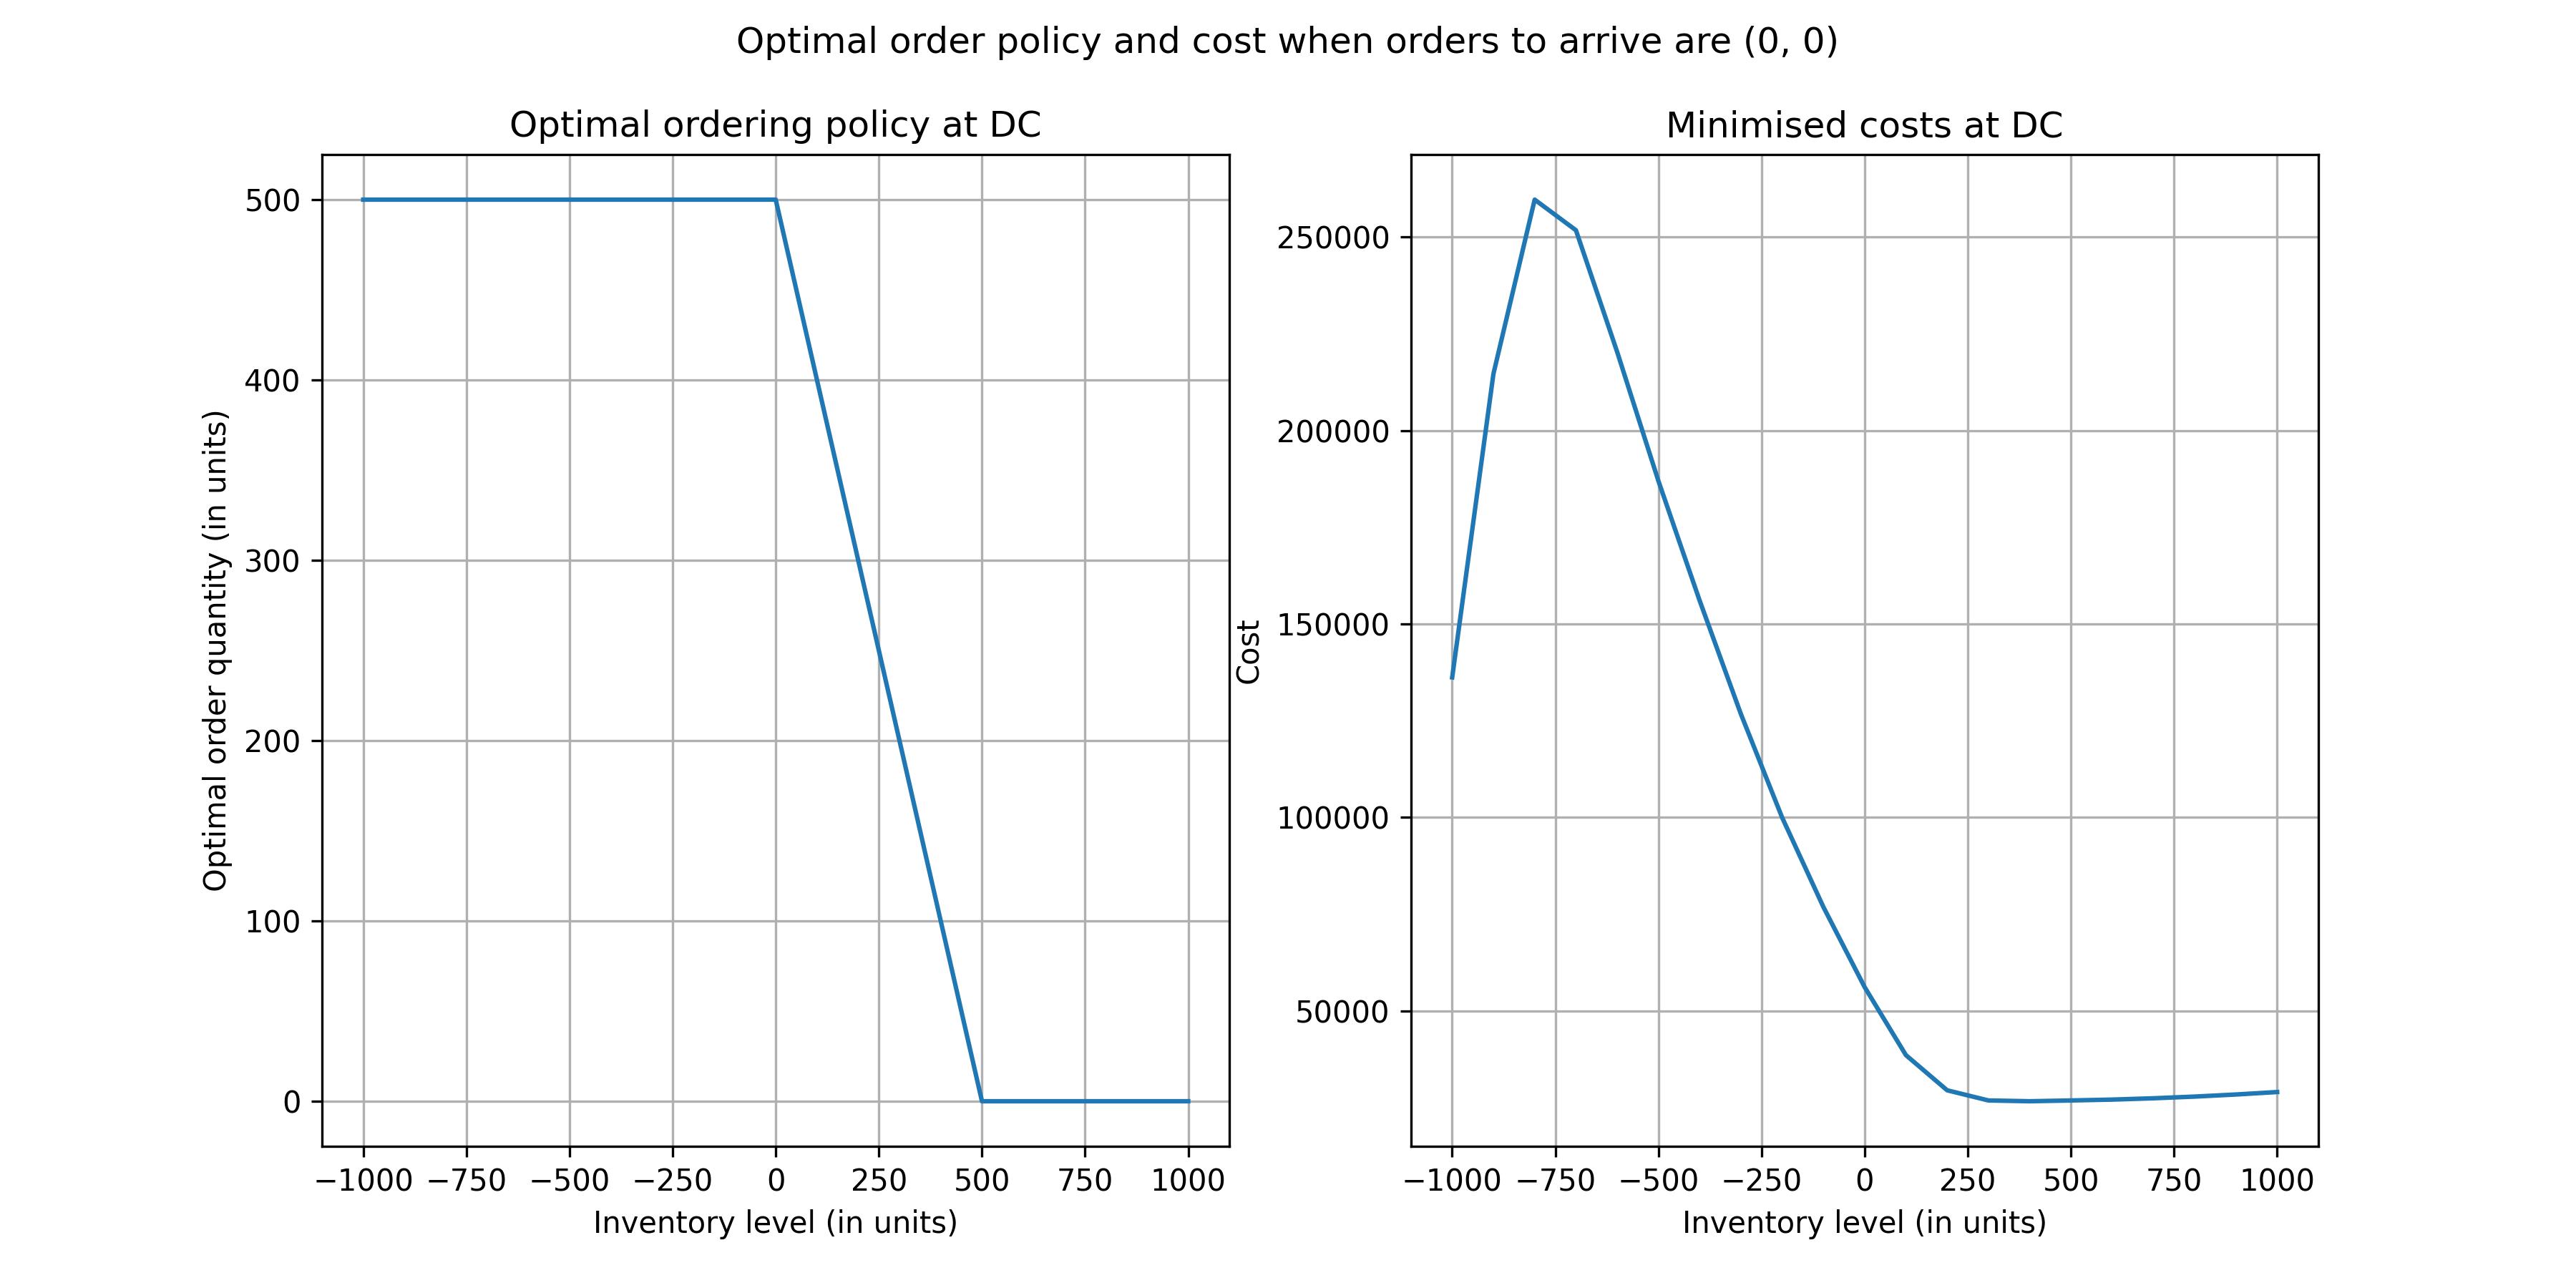 Optimal order policy and cost when orders to arrive are (0, 0)
Optimal ordering policy at DC
Optimal order quantity (in units)
500
400
300
200
100
0
−1000 −750 −500 −250 0 250 500 750 1000
Inventory level (in units)
Minimised costs at DC
Cost
250000
200000
150000
100000
50000
−1000 −750 −500 −250 0 250 500 750 1000
Inventory level (in units)